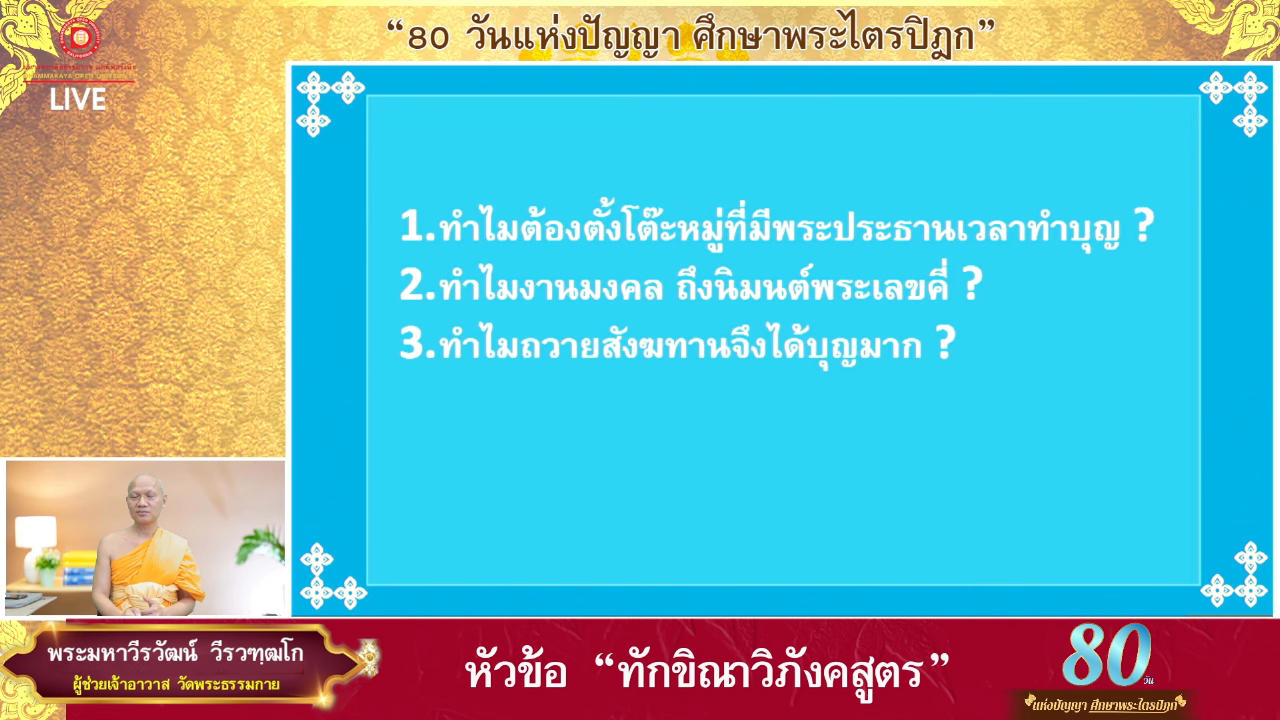 “80 วันแห่งปัญญา ศึกษาพระไตรปิฎก”
DHAMMAKAYA OPEN UNIVERSITY
LIVE
1.ทำไมต้องตั้งโต๊ะหมู่ที่มีพระประธานเวลาทำบุญ ?
2.ทำไมงานมงคล ถึงนิมนต์พระเลขคี่ ?
3.ทำไมถวายสังฆทานจึงได้บุญมาก ?
พระมหาวีรวัฒน์ วีรวฑฺฒโก
ผู้ช่วยเจ้าอาวาส วัดพระธรรมกาย
หัวข้อ “ทักขิณาวิภังคสูตร”
80
วัน
แห่งปัญญา ศึกษาพระไตรปิฎก